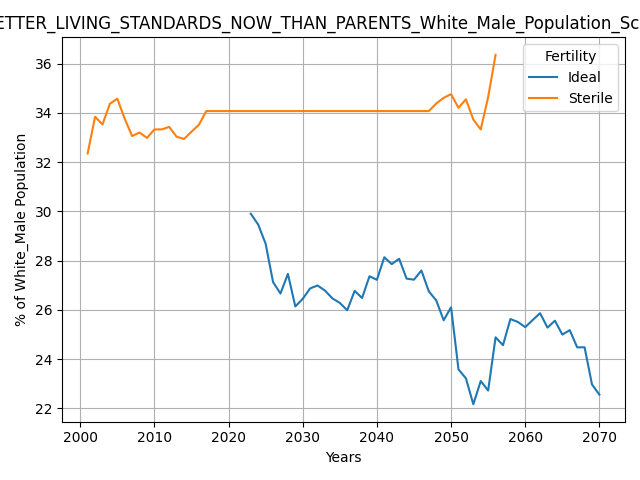 ETTER_LIVING_STANDARDS_NOW_THAN_PARENTS_White_Male_Population_Sc
Fertility
Ideal
Sterile
% of White_Male Population
36
34
32
30
28
26
24
22
2000 2010 2020 2030 2040 2050 2060 2070
Years